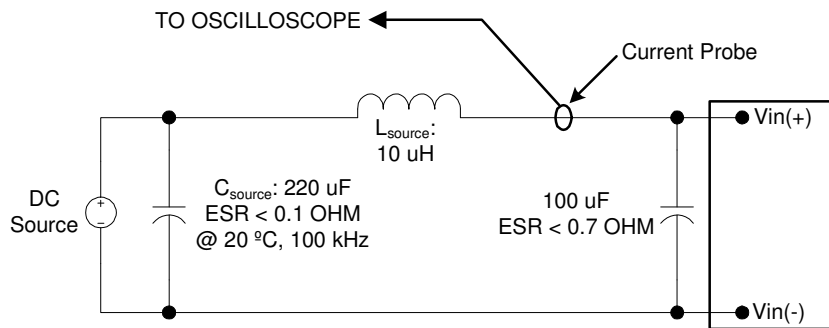 TO OSCILLOSCOPE
Current Probe
Lsource:
10 uH
Vin(+)
DC
Source
+
−
Csource: 220 uF
ESR < 0.1 OHM
@ 20 ºC, 100 kHz
100 uF
ESR < 0.7 OHM
Vin(-)